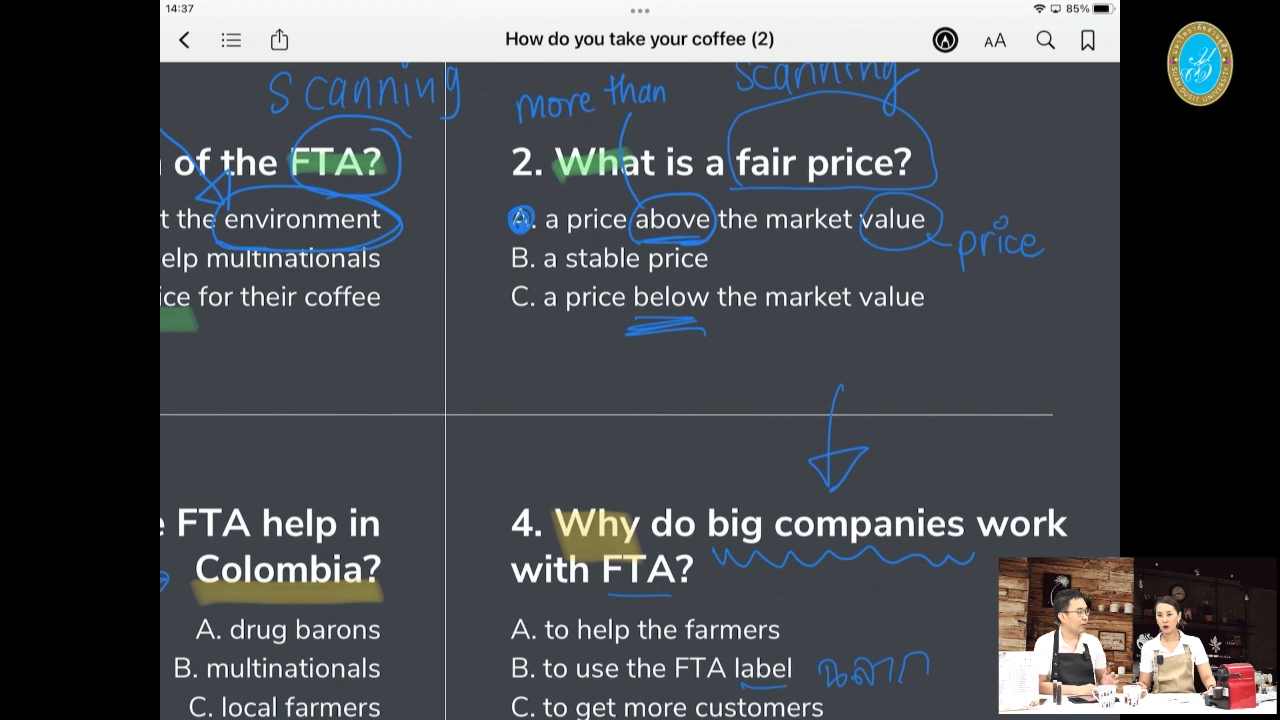 14:37
85%
How do you take your coffee (2)
AA
scanning
more than
scanning
of the FTA?
t the environment
elp multinationals
ice for their coffee
2. What is a fair price?
A. a price above the market value
price
B. a stable price
C. a price below the market value
e FTA help in
Colombia?
A. drug barons
B. multinationals
C. local farmers
4. Why do big companies work
with FTA?
A. to help the farmers
B. to use the FTA label
ฉลาก
C. to get more customers
SUAN DUSIT UNIVERSITY